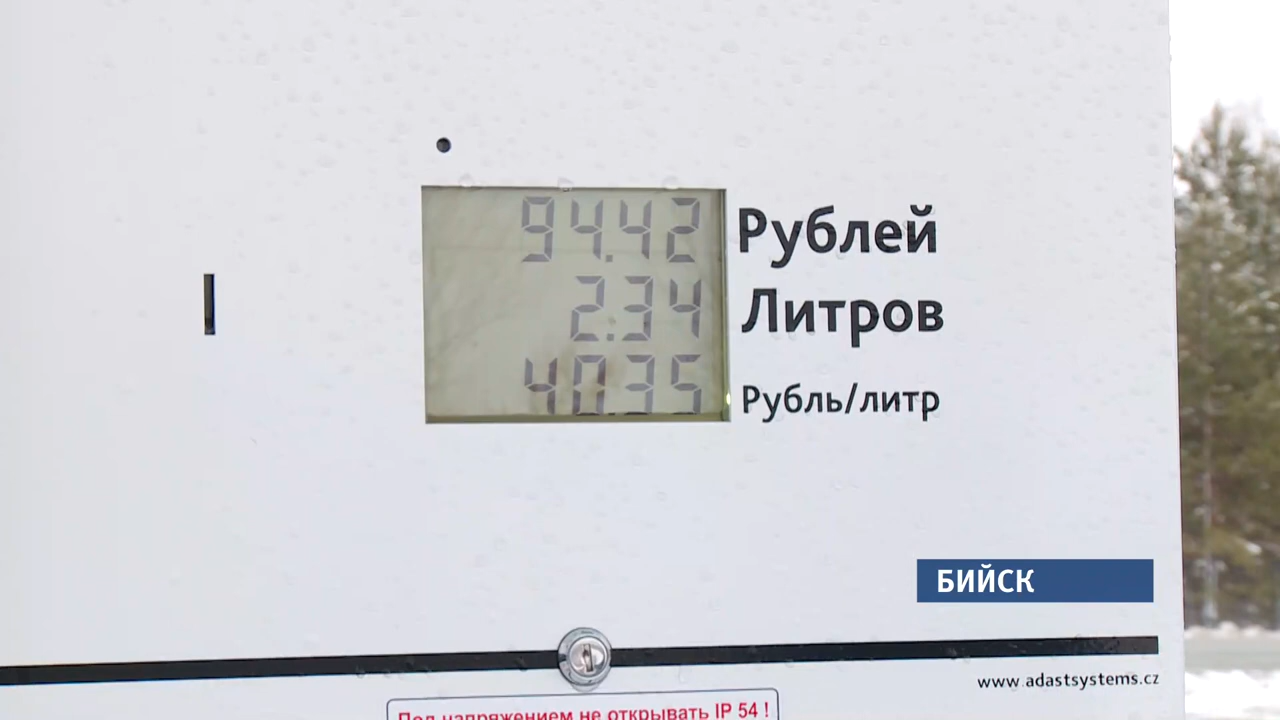 94.42 Рублей
2.34 Литров
40.35 Рубль/литр
БИЙСК
www.adastsystems.cz
Под напряжением не открывать IP 54 !